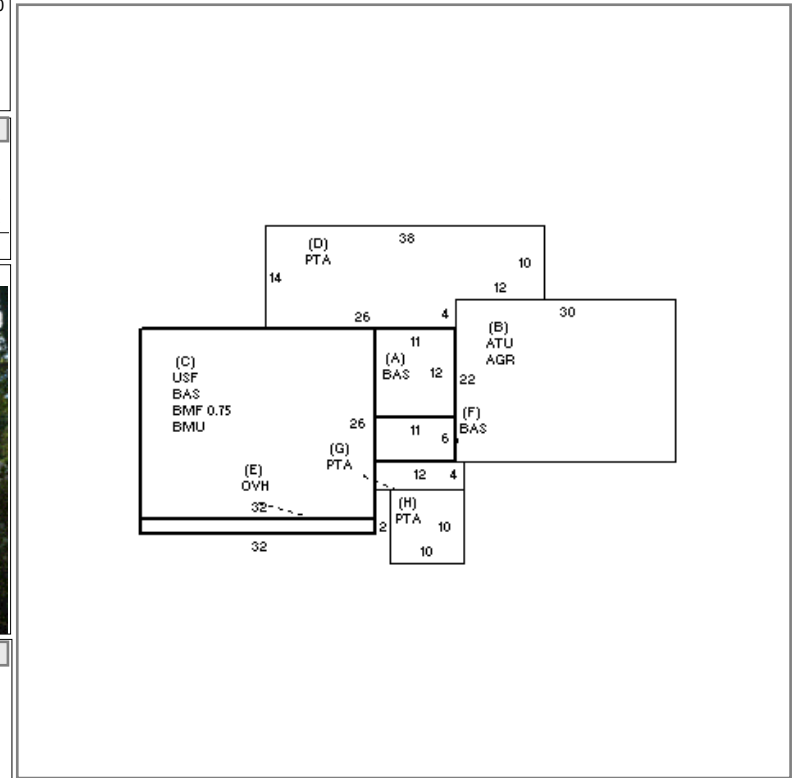 38
(D)
PTA
10
14
12
26
4
30
(B)
ATU
AGR
11
(A)
BAS
12
22
(C)
USF
BAS
BMF 0.75
BMU
26
(F)
BAS
11
6
(G)
PTA
12
4
(E)
OVH
32
(H)
PTA
10
2
10
32